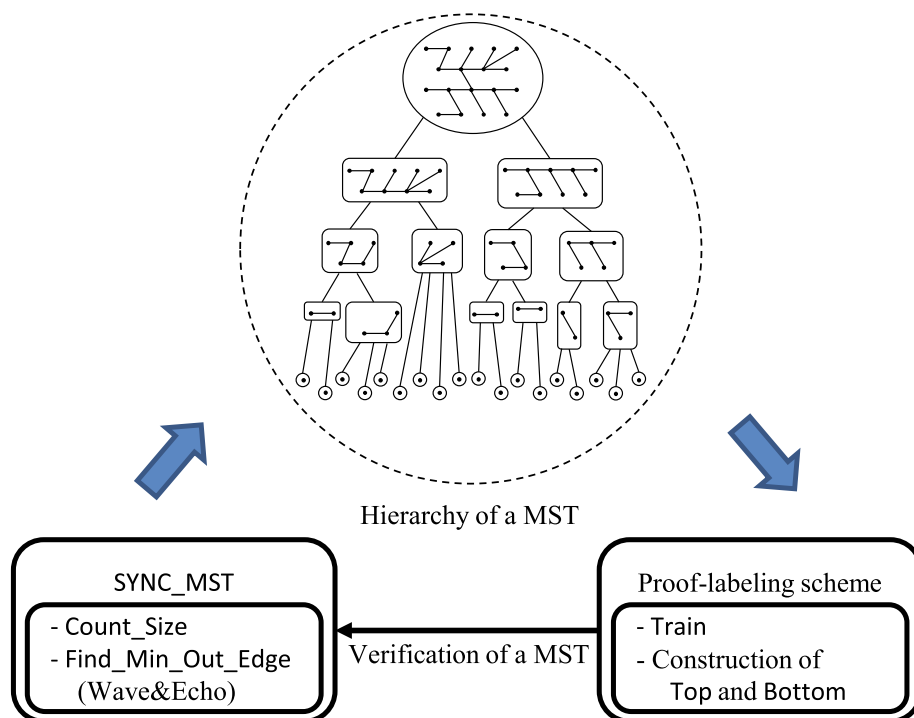 Hierarchy of a MST
SYNC_MST
- Count_Size
- Find_Min_Out_Edge
(Wave&Echo)
Verification of a MST
Proof-labeling scheme
- Train
- Construction of
Top and Bottom